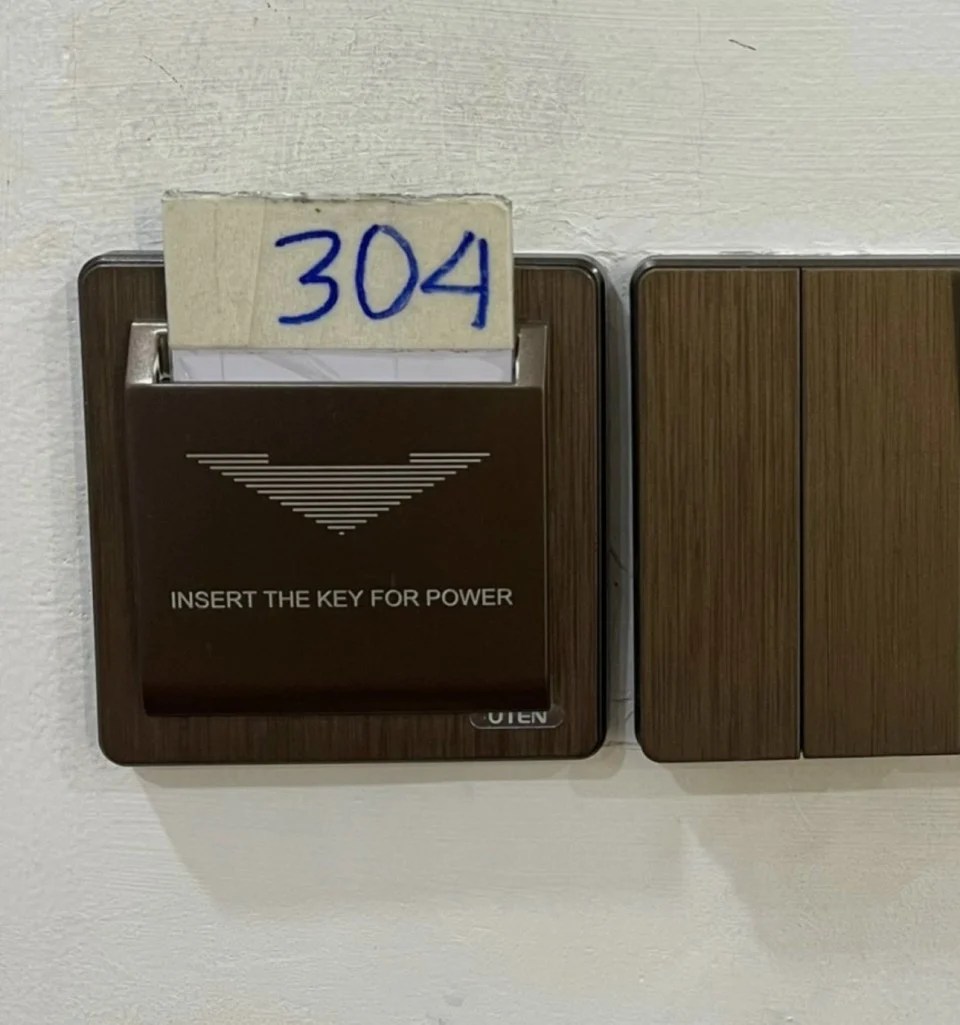 304
INSERT THE KEY FOR POWER
UTEN